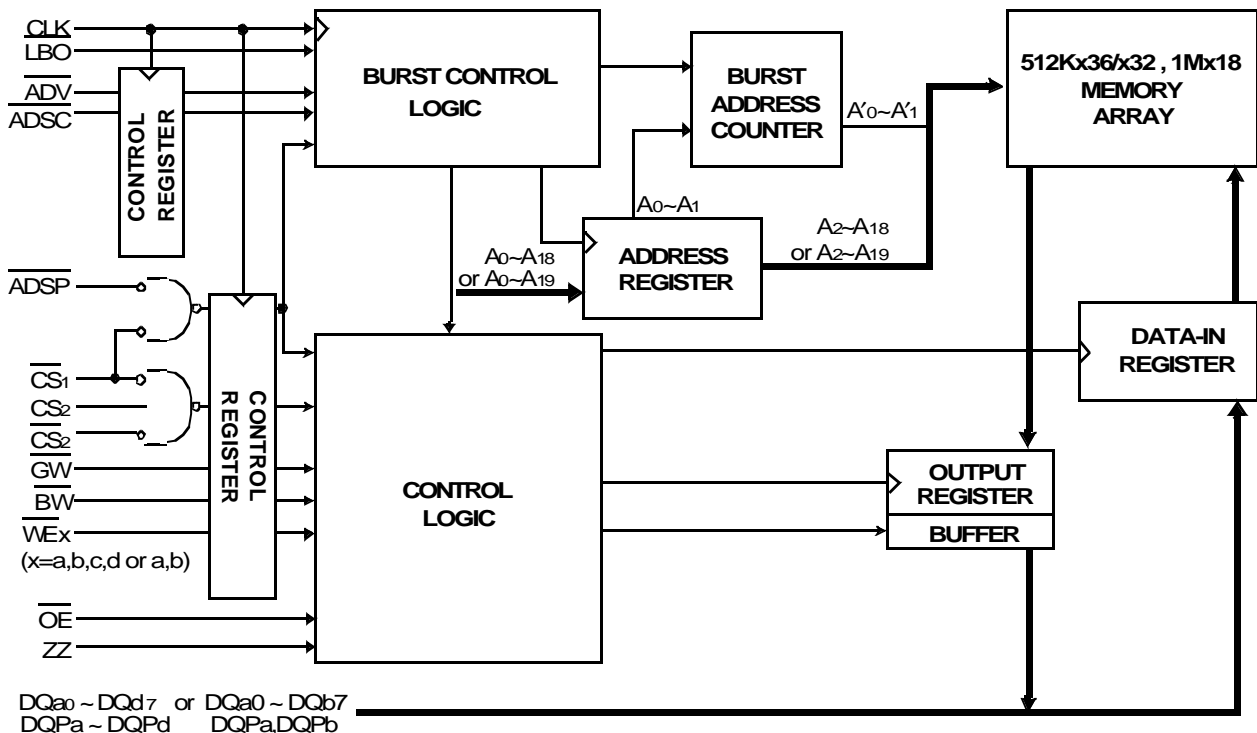 CLK
LBO
ADV
ADSC
CONTROL
REGISTER
BURST CONTROL
LOGIC
BURST
ADDRESS
COUNTER
A′0~A′1
512Kx36/x32 , 1Mx18
MEMORY
ARRAY
A0~A1
A0~A18
or A0~A19
ADDRESS
REGISTER
A2~A18
or A2~A19
ADSP
CS1
CS2
CS2
GW
BW
WEx
(x=a,b,c,d or a,b)
OE
ZZ
CONTROL
REGISTER
CONTROL
LOGIC
DATA-IN
REGISTER
OUTPUT
REGISTER
BUFFER
DQa0 ~ DQd7 or DQa0 ~ DQb7
DQPa ~ DQPd DQPa,DQPb